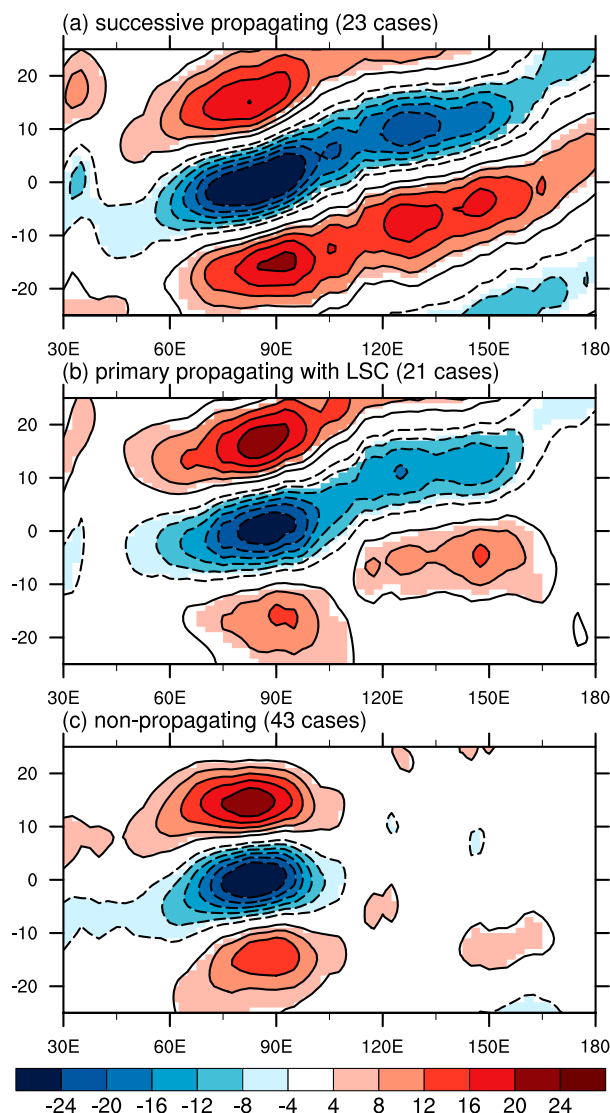 (a) successive propagating (23 cases)
20
10
0
-10
-20
30E 60E 90E 120E 150E 180
(b) primary propagating with LSC (21 cases)
20
10
0
-10
-20
30E 60E 90E 120E 150E 180
(c) non-propagating (43 cases)
20
10
0
-10
-20
30E 60E 90E 120E 150E 180
-24 -20 -16 -12 -8 -4 4 8 12 16 20 24